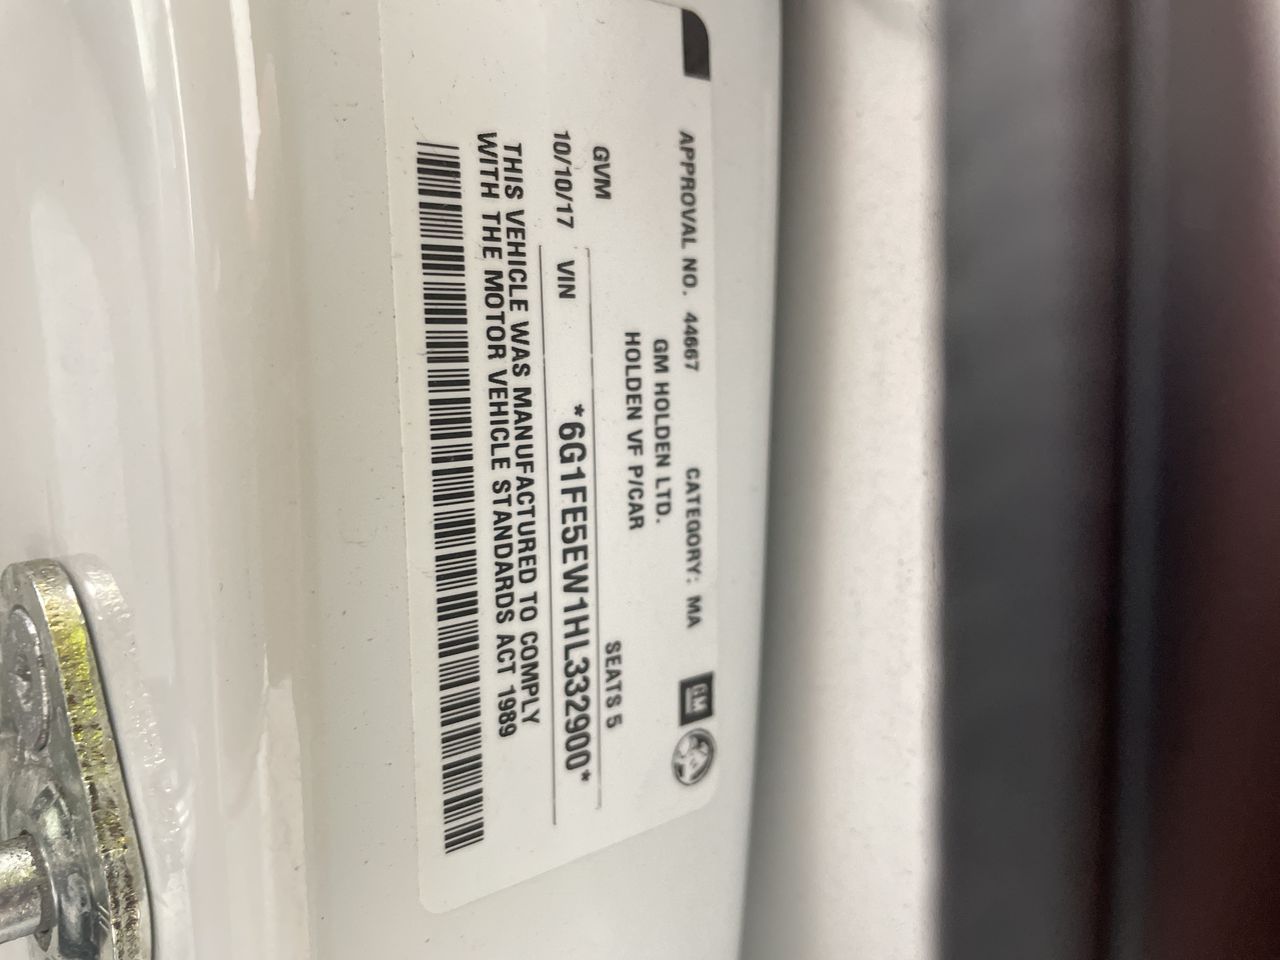 APPROVAL NO. 44667 CATEGORY: MA GM
GM HOLDEN LTD.
HOLDEN VF P/CAR
GVM SEATS 5
10/10/17 VIN *6G1FE5EW1HL332900*
THIS VEHICLE WAS MANUFACTURED TO COMPLY
WITH THE MOTOR VEHICLE STANDARDS ACT 1989